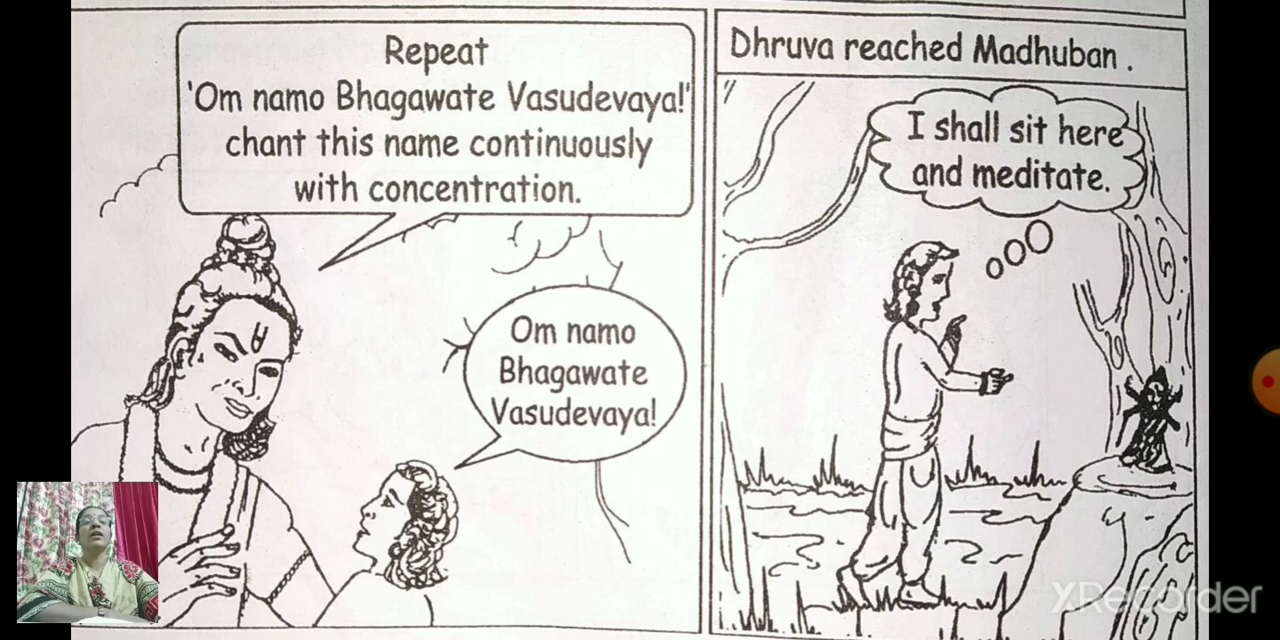 Repeat
'Om namo Bhagawate Vasudevaya!'
chant this name continuously
with concentration.
Om namo
Bhagawate
Vasudevaya!
Dhruva reached Madhuban .
I shall sit here
and meditate.
XRecorder